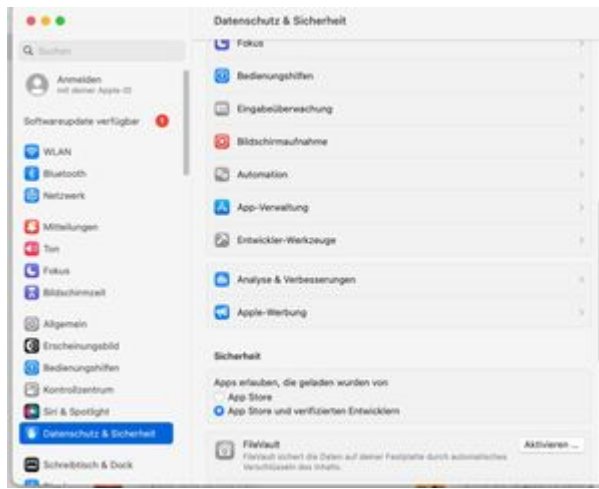 Datenschutz & Sicherheit
Suchen
Anmelden
mit deiner Apple-ID
Softwareupdate verfügbar 1
WLAN
Bluetooth
Netzwerk
Mitteilungen
Ton
Fokus
Bildschirmzeit
Allgemein
Erscheinungsbild
Bedienungshilfen
Kontrollzentrum
Siri & Spotlight
Datenschutz & Sicherheit
Schreibtisch & Dock
Fokus
Bedienungshilfen
Eingabeüberwachung
Bildschirmaufnahme
Automation
App-Verwaltung
Entwickler-Werkzeuge
Analyse & Verbesserungen
Apple-Werbung
Sicherheit
Apps erlauben, die geladen wurden von
App Store
App Store und verifizierten Entwicklern
FileVault
Aktivieren ...
FileVault sichert die Daten auf deiner Festplatte durch automatisches
Verschlüsseln des Inhalts.